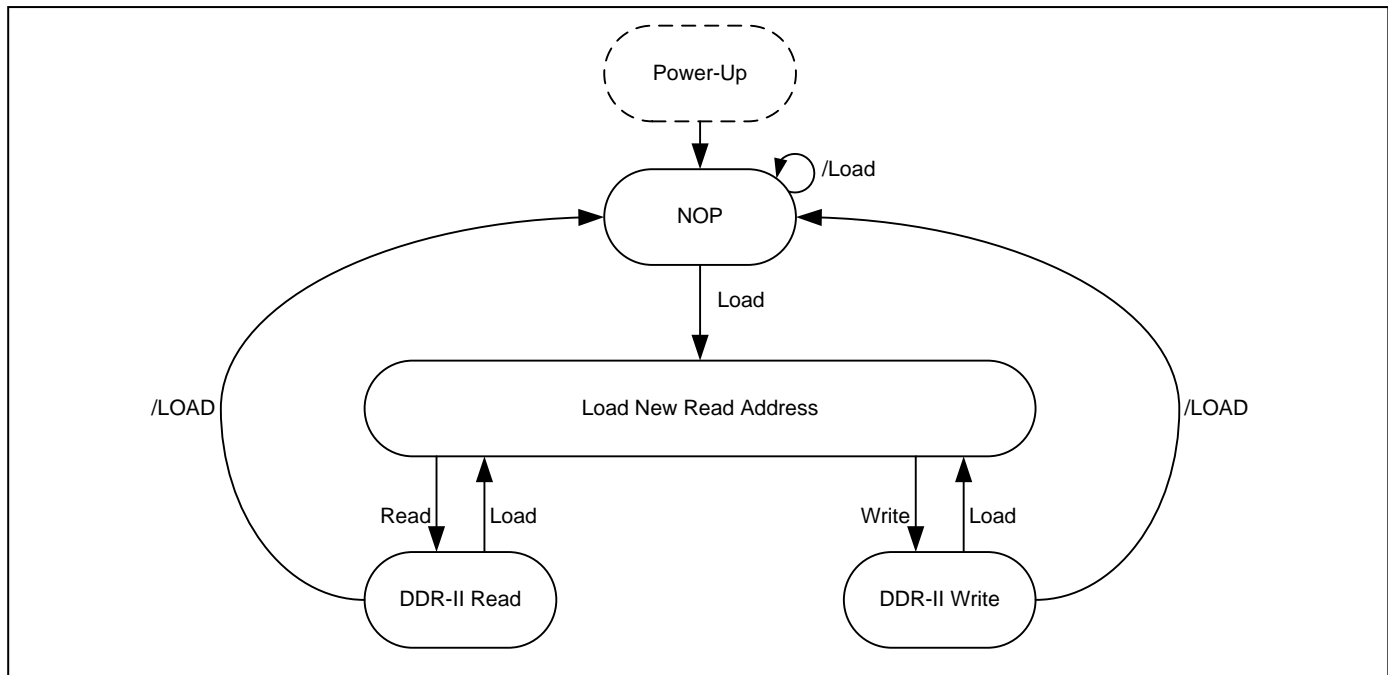 Power-Up
/Load
NOP
Load
/LOAD
Load New Read Address
/LOAD
Read
Load
Write
Load
DDR-II Read
DDR-II Write